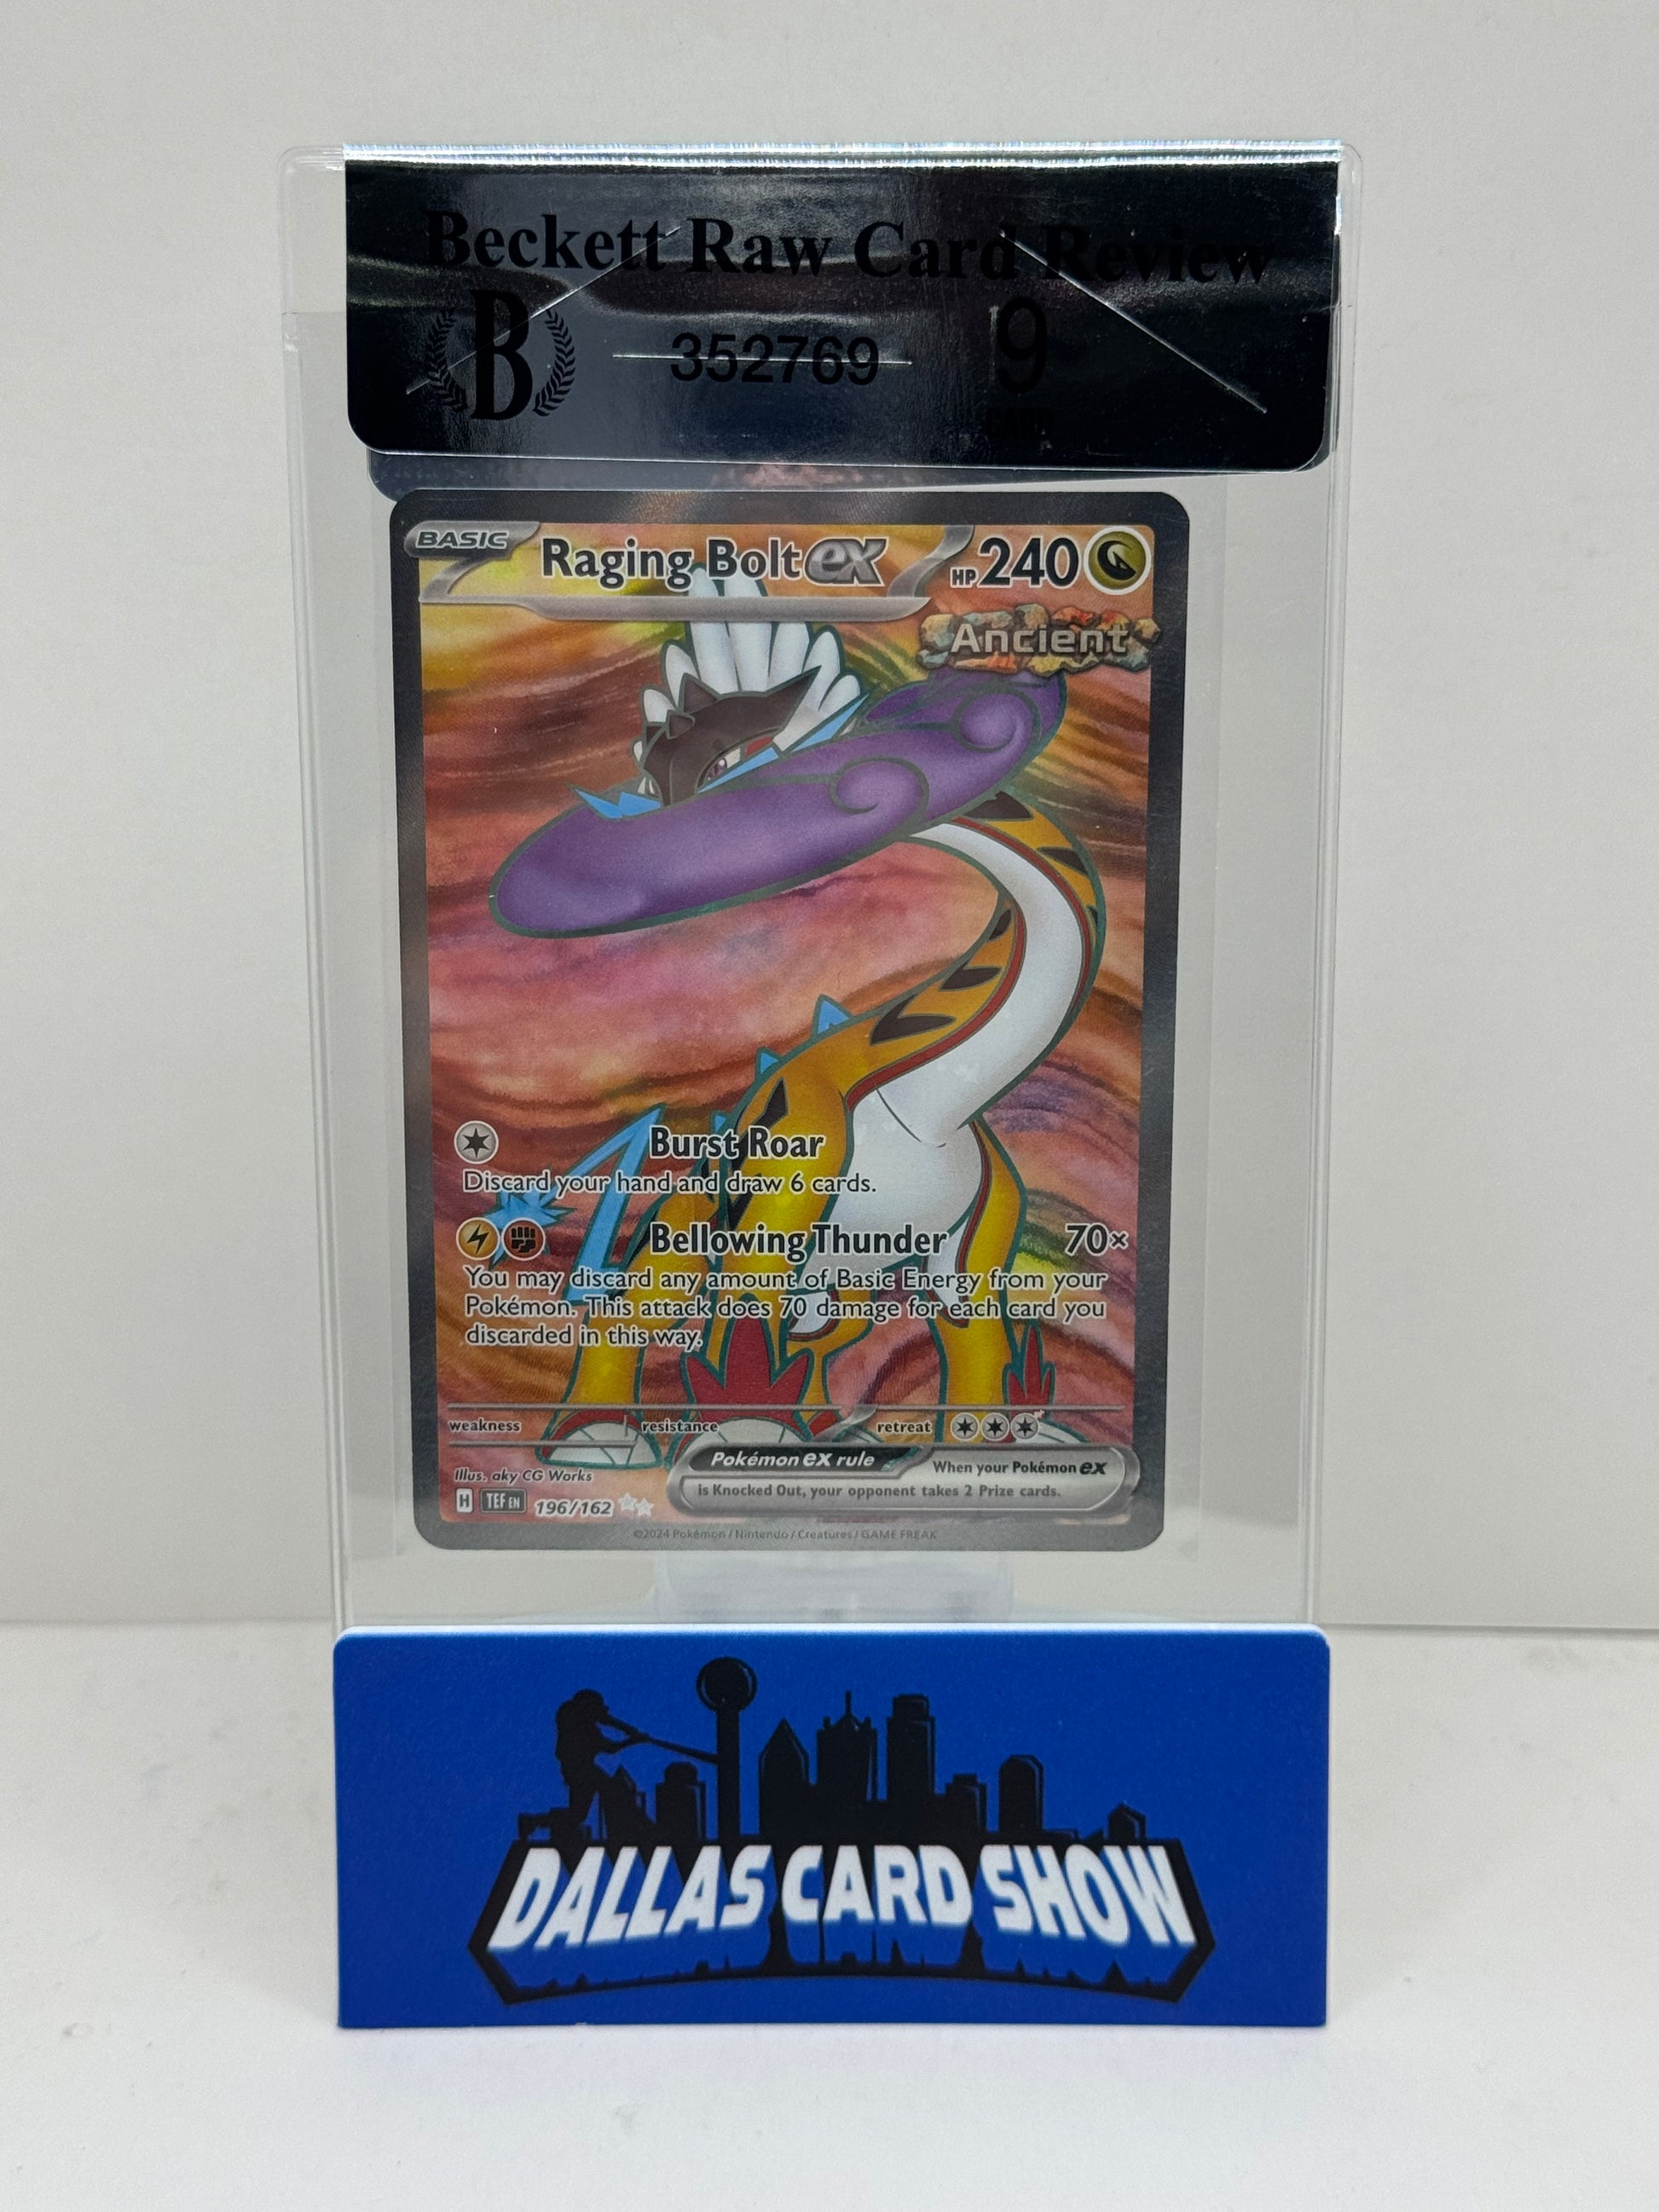 Beckett Raw Card Review
B 352769 9
BASIC Raging Bolt ex HP 240
Ancient
Burst Roar
Discard your hand and draw 6 cards.
Bellowing Thunder 70×
You may discard any amount of Basic Energy from your
Pokémon. This attack does 70 damage for each card you
discarded in this way.
weakness resistance retreat
Pokémon ex rule When your Pokémon ex
is Knocked Out, your opponent takes 2 Prize cards.
Illus. aky CG Works
H TEF EN 196/162
©2024 Pokémon / Nintendo / Creatures / GAME FREAK
DALLAS CARD SHOW